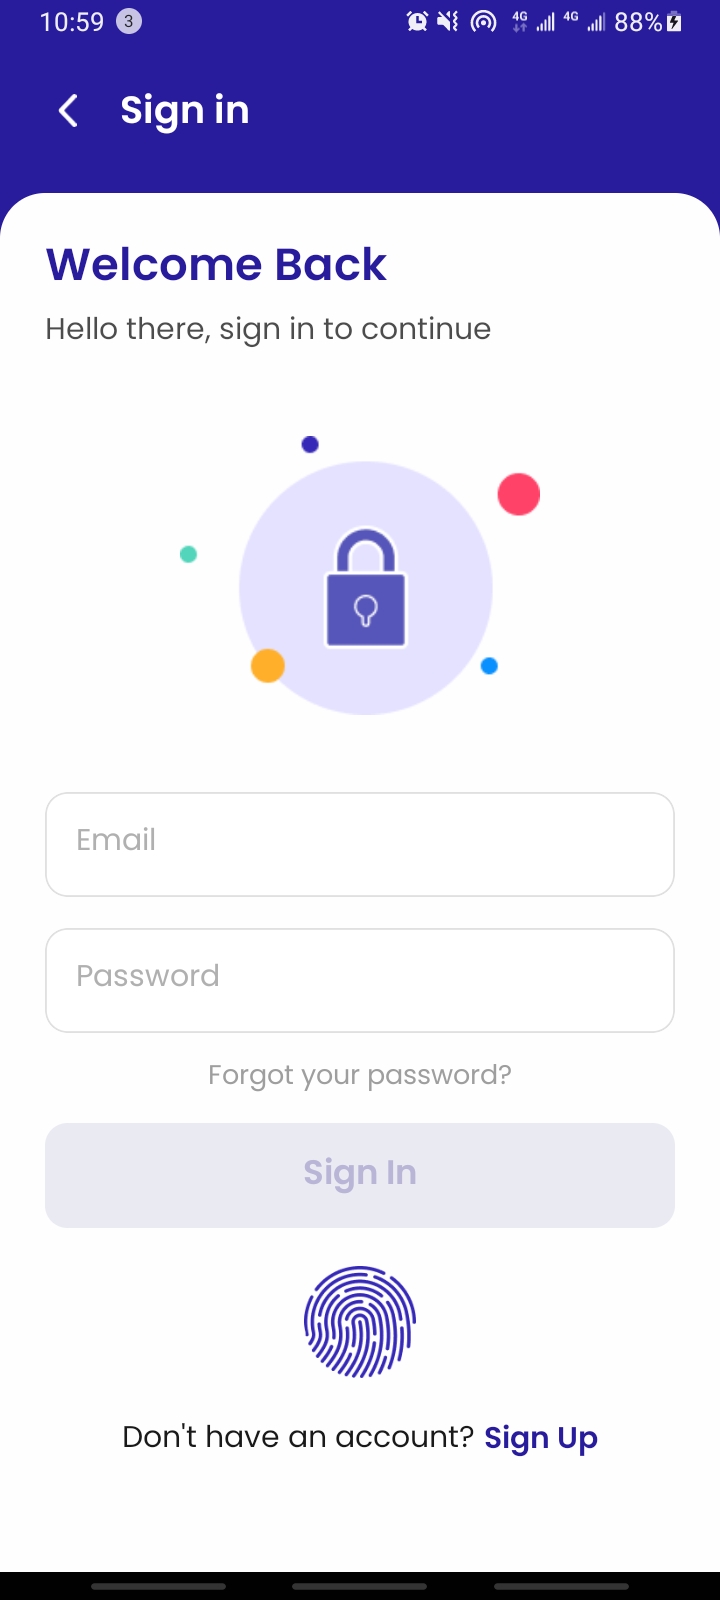 10:59 3 4G 4G 88%
Sign in
Welcome Back
Hello there, sign in to continue
Email
Password
Forgot your password?
Sign In
Don't have an account? Sign Up